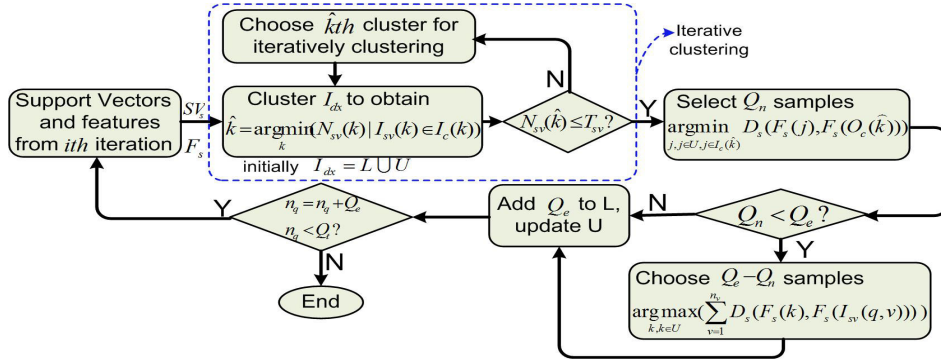 Choose k̂th cluster for
iteratively clustering
Iterative
clustering
N
Support Vectors
and features
from ith iteration
SV_s
F_s
Cluster I_dx to obtain
k̂ = argmin_k (N_sv(k) | I_sv(k) ∈ I_c(k))
initially I_dx = L ⋃ U
N_sv(k̂) ≤ T_sv?
Y
Select Q_n samples
argmin_{j, j∈U, j∈I_c(k̂)} D_s(F_s(j), F_s(O_c(k̂)))
Y
n_q = n_q + Q_e
n_q < Q_t?
N
End
Add Q_e to L,
update U
N
Q_n < Q_e?
Y
Choose Q_e − Q_n samples
argmax_{k, k∈U} (∑_{v=1}^{n_v} D_s(F_s(k), F_s(I_sv(q, v))))